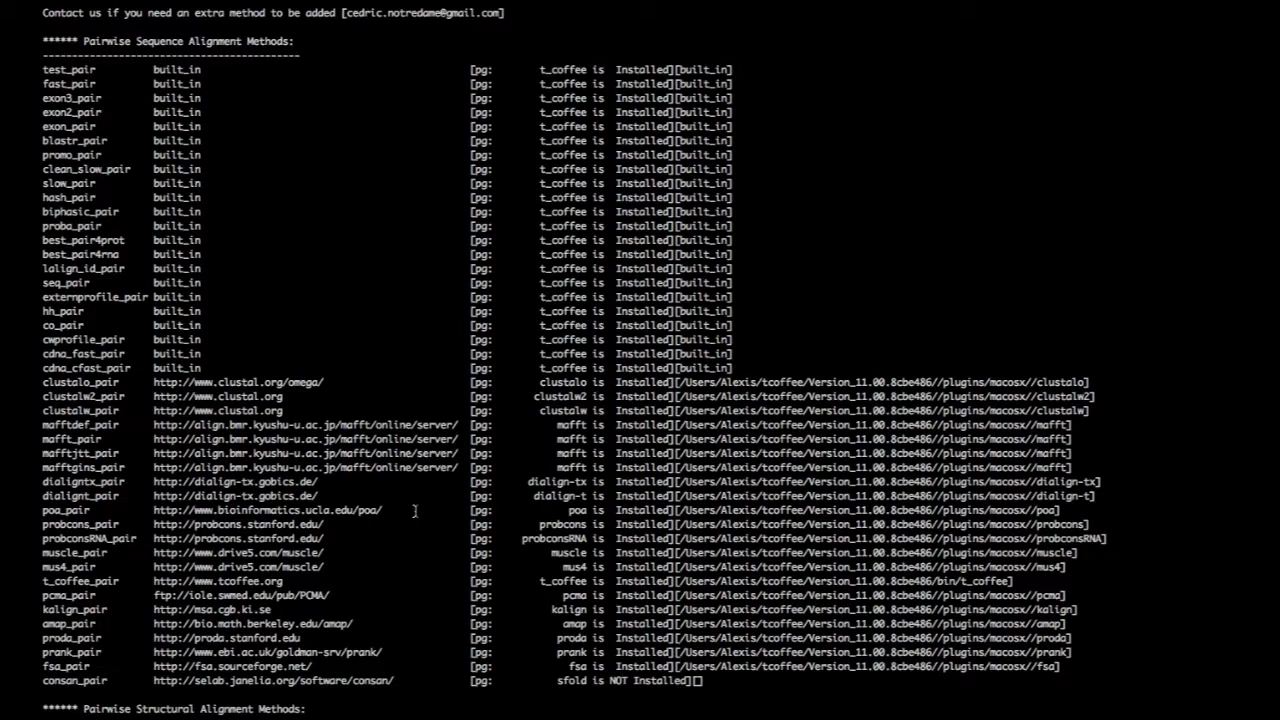 Contact us if you need an extra method to be added [cedric.notredame@gmail.com]
****** Pairwise Sequence Alignment Methods:
--------------------------------------------
test_pair built_in [pg: t_coffee is Installed][built_in]
fast_pair built_in [pg: t_coffee is Installed][built_in]
exon3_pair built_in [pg: t_coffee is Installed][built_in]
exon2_pair built_in [pg: t_coffee is Installed][built_in]
exon_pair built_in [pg: t_coffee is Installed][built_in]
blastr_pair built_in [pg: t_coffee is Installed][built_in]
promo_pair built_in [pg: t_coffee is Installed][built_in]
clean_slow_pair built_in [pg: t_coffee is Installed][built_in]
slow_pair built_in [pg: t_coffee is Installed][built_in]
hash_pair built_in [pg: t_coffee is Installed][built_in]
biphasic_pair built_in [pg: t_coffee is Installed][built_in]
proba_pair built_in [pg: t_coffee is Installed][built_in]
best_pair4prot built_in [pg: t_coffee is Installed][built_in]
best_pair4rna built_in [pg: t_coffee is Installed][built_in]
lalign_id_pair built_in [pg: t_coffee is Installed][built_in]
seq_pair built_in [pg: t_coffee is Installed][built_in]
externprofile_pair built_in [pg: t_coffee is Installed][built_in]
hh_pair built_in [pg: t_coffee is Installed][built_in]
co_pair built_in [pg: t_coffee is Installed][built_in]
cwprofile_pair built_in [pg: t_coffee is Installed][built_in]
cdna_fast_pair built_in [pg: t_coffee is Installed][built_in]
cdna_cfast_pair built_in [pg: t_coffee is Installed][built_in]
clustalo_pair http://www.clustal.org/omega/ [pg: clustalo is Installed][/Users/Alexis/tcoffee/Version_11.00.8cbe486//plugins/macosx//clustalo]
clustalw2_pair http://www.clustal.org [pg: clustalw2 is Installed][/Users/Alexis/tcoffee/Version_11.00.8cbe486//plugins/macosx//clustalw2]
clustalw_pair http://www.clustal.org [pg: clustalw is Installed][/Users/Alexis/tcoffee/Version_11.00.8cbe486//plugins/macosx//clustalw]
mafftdef_pair http://align.bmr.kyushu-u.ac.jp/mafft/online/server/ [pg: mafft is Installed][/Users/Alexis/tcoffee/Version_11.00.8cbe486//plugins/macosx//mafft]
mafft_pair http://align.bmr.kyushu-u.ac.jp/mafft/online/server/ [pg: mafft is Installed][/Users/Alexis/tcoffee/Version_11.00.8cbe486//plugins/macosx//mafft]
mafftjtt_pair http://align.bmr.kyushu-u.ac.jp/mafft/online/server/ [pg: mafft is Installed][/Users/Alexis/tcoffee/Version_11.00.8cbe486//plugins/macosx//mafft]
mafftgins_pair http://align.bmr.kyushu-u.ac.jp/mafft/online/server/ [pg: mafft is Installed][/Users/Alexis/tcoffee/Version_11.00.8cbe486//plugins/macosx//mafft]
dialigntx_pair http://dialign-tx.gobics.de/ [pg: dialign-tx is Installed][/Users/Alexis/tcoffee/Version_11.00.8cbe486//plugins/macosx//dialign-tx]
dialignt_pair http://dialign-tx.gobics.de/ [pg: dialign-t is Installed][/Users/Alexis/tcoffee/Version_11.00.8cbe486//plugins/macosx//dialign-t]
poa_pair http://www.bioinformatics.ucla.edu/poa/ [pg: poa is Installed][/Users/Alexis/tcoffee/Version_11.00.8cbe486//plugins/macosx//poa]
probcons_pair http://probcons.stanford.edu/ [pg: probcons is Installed][/Users/Alexis/tcoffee/Version_11.00.8cbe486//plugins/macosx//probcons]
probconsRNA_pair http://probcons.stanford.edu/ [pg: probconsRNA is Installed][/Users/Alexis/tcoffee/Version_11.00.8cbe486//plugins/macosx//probconsRNA]
muscle_pair http://www.drive5.com/muscle/ [pg: muscle is Installed][/Users/Alexis/tcoffee/Version_11.00.8cbe486//plugins/macosx//muscle]
mus4_pair http://www.drive5.com/muscle/ [pg: mus4 is Installed][/Users/Alexis/tcoffee/Version_11.00.8cbe486//plugins/macosx//mus4]
t_coffee_pair http://www.tcoffee.org [pg: t_coffee is Installed][/Users/Alexis/tcoffee/Version_11.00.8cbe486/bin/t_coffee]
pcma_pair ftp://iole.swmed.edu/pub/PCMA/ [pg: pcma is Installed][/Users/Alexis/tcoffee/Version_11.00.8cbe486//plugins/macosx//pcma]
kalign_pair http://msa.cgb.ki.se [pg: kalign is Installed][/Users/Alexis/tcoffee/Version_11.00.8cbe486//plugins/macosx//kalign]
amap_pair http://bio.math.berkeley.edu/amap/ [pg: amap is Installed][/Users/Alexis/tcoffee/Version_11.00.8cbe486//plugins/macosx//amap]
proda_pair http://proda.stanford.edu [pg: proda is Installed][/Users/Alexis/tcoffee/Version_11.00.8cbe486//plugins/macosx//proda]
prank_pair http://www.ebi.ac.uk/goldman-srv/prank/ [pg: prank is Installed][/Users/Alexis/tcoffee/Version_11.00.8cbe486//plugins/macosx//prank]
fsa_pair http://fsa.sourceforge.net/ [pg: fsa is Installed][/Users/Alexis/tcoffee/Version_11.00.8cbe486//plugins/macosx//fsa]
consan_pair http://selab.janelia.org/software/consan/ [pg: sfold is NOT Installed][]
****** Pairwise Structural Alignment Methods: